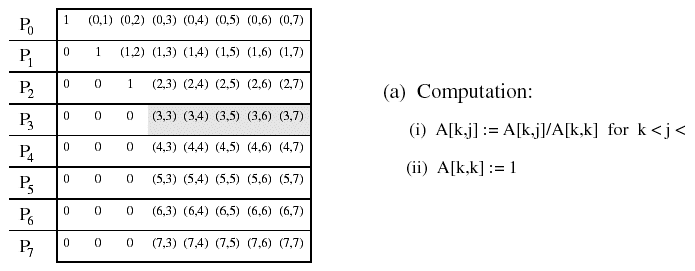 P0 1 (0,1) (0,2) (0,3) (0,4) (0,5) (0,6) (0,7)
P1 0 1 (1,2) (1,3) (1,4) (1,5) (1,6) (1,7)
P2 0 0 1 (2,3) (2,4) (2,5) (2,6) (2,7)
P3 0 0 0 (3,3) (3,4) (3,5) (3,6) (3,7)
P4 0 0 0 (4,3) (4,4) (4,5) (4,6) (4,7)
P5 0 0 0 (5,3) (5,4) (5,5) (5,6) (5,7)
P6 0 0 0 (6,3) (6,4) (6,5) (6,6) (6,7)
P7 0 0 0 (7,3) (7,4) (7,5) (7,6) (7,7)
(a) Computation:
(i) A[k,j] := A[k,j]/A[k,k] for k < j <
(ii) A[k,k] := 1